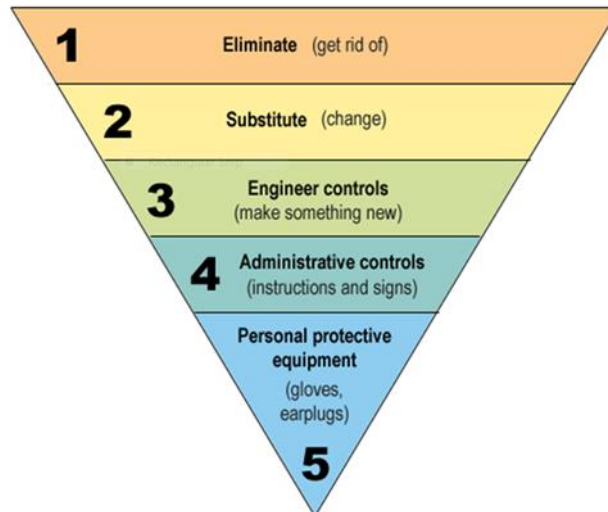 1 Eliminate (get rid of)
2 Substitute (change)
3 Engineer controls
(make something new)
4 Administrative controls
(instructions and signs)
Personal protective
equipment
(gloves,
earplugs)
5